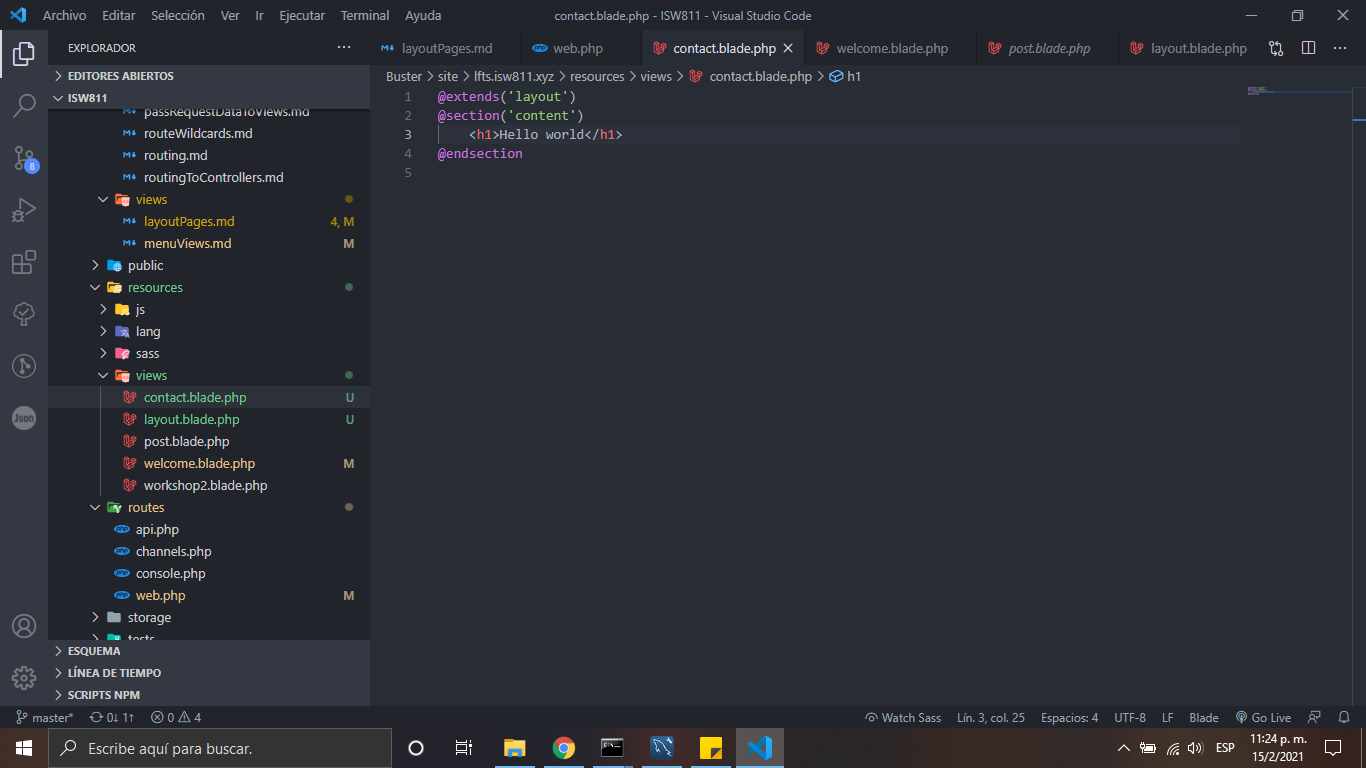 Archivo Editar Selección Ver Ir Ejecutar Terminal Ayuda contact.blade.php - ISW811 - Visual Studio Code
EXPLORADOR
layoutPages.md web.php contact.blade.php welcome.blade.php post.blade.php layout.blade.php
EDITORES ABIERTOS
Buster site lfts.isw811.xyz resources views contact.blade.php h1
ISW811
passRequestDataToViews.md
routeWildcards.md
routing.md
routingToControllers.md
views
layoutPages.md 4, M
menuViews.md M
public
resources
js
lang
sass
views
contact.blade.php U
layout.blade.php U
post.blade.php
welcome.blade.php M
workshop2.blade.php
routes
api.php
channels.php
console.php
web.php M
storage
tests
ESQUEMA
LÍNEA DE TIEMPO
SCRIPTS NPM
8
Json
1 @extends('layout')
2 @section('content')
3 <h1>Hello world</h1>
4 @endsection
5
master* 0↓ 1↑ 0 4 Watch Sass Lín. 3, col. 25 Espacios: 4 UTF-8 LF Blade Go Live
Escribe aquí para buscar. ESP 11:24 p. m.
15/2/2021